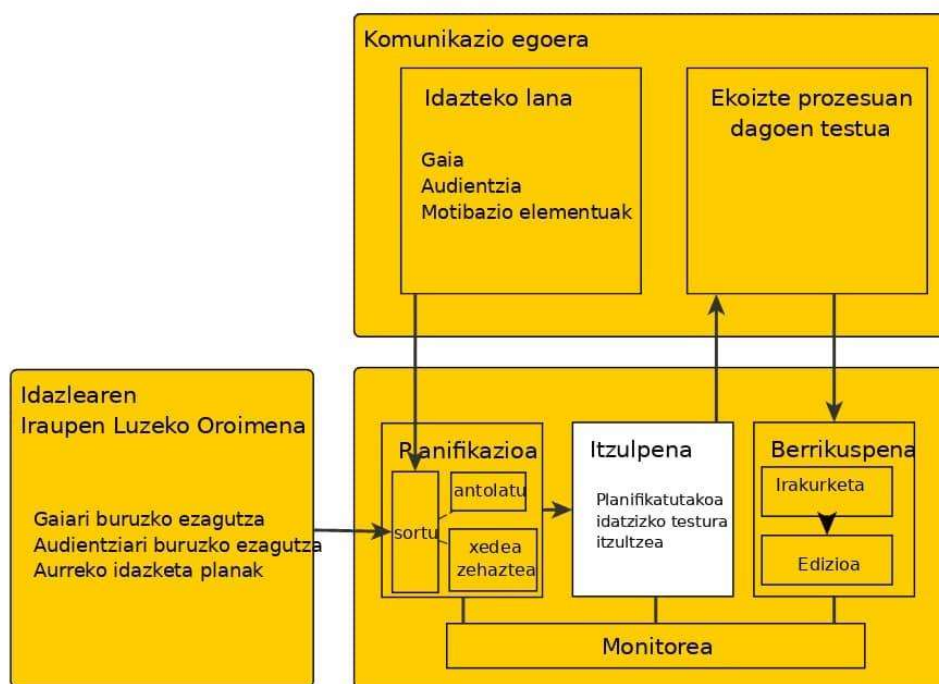 Komunikazio egoera
Idazteko lana
Gaia
Audientzia
Motibazio elementuak
Ekoizte prozesuan
dagoen testua
Idazlearen
Iraupen Luzeko Oroimena
Gaiari buruzko ezagutza
Audientziari buruzko ezagutza
Aurreko idazketa planak
Planifikazioa
sortu
antolatu
xedea
zehaztea
Itzulpena
Planifikatutakoa
idatzizko testura
itzultzea
Berrikuspena
Irakurketa
Edizioa
Monitorea